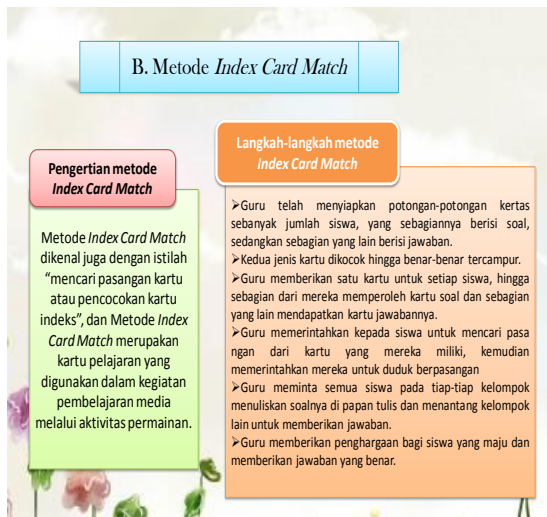 B. Metode Index Card Match
Pengertian metode
Index Card Match
Metode Index Card Match
dikenal juga dengan istilah
“mencari pasangan kartu
atau pencocokan kartu
indeks”, dan Metode Index
Card Match merupakan
kartu pelajaran yang
digunakan dalam kegiatan
pembelajaran media
melalui aktivitas permainan.
Langkah-langkah metode
Index Card Match
➢Guru telah menyiapkan potongan-potongan kertas
sebanyak jumlah siswa, yang sebagiannya berisi soal,
sedangkan sebagian yang lain berisi jawaban.
➢Kedua jenis kartu dikocok hingga benar-benar tercampur.
➢Guru memberikan satu kartu untuk setiap siswa, hingga
sebagian dari mereka memperoleh kartu soal dan sebagian
yang lain mendapatkan kartu jawabannya.
➢Guru memerintahkan kepada siswa untuk mencari pasa
ngan dari kartu yang mereka miliki, kemudian
memerintahkan mereka untuk duduk berpasangan
➢Guru meminta semua siswa pada tiap-tiap kelompok
menuliskan soalnya di papan tulis dan menantang kelompok
lain untuk memberikan jawaban.
➢Guru memberikan penghargaan bagi siswa yang maju dan
memberikan jawaban yang benar.